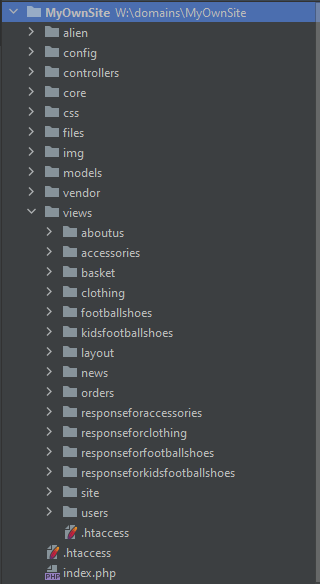 MyOwnSite W:\domains\MyOwnSite
alien
config
controllers
core
css
files
img
models
vendor
views
aboutus
accessories
basket
clothing
footballshoes
kidsfootballshoes
layout
news
orders
responseforaccessories
responseforclothing
responseforfootballshoes
responseforkidsfootballshoes
site
users
.htaccess
.htaccess
PHP index.php